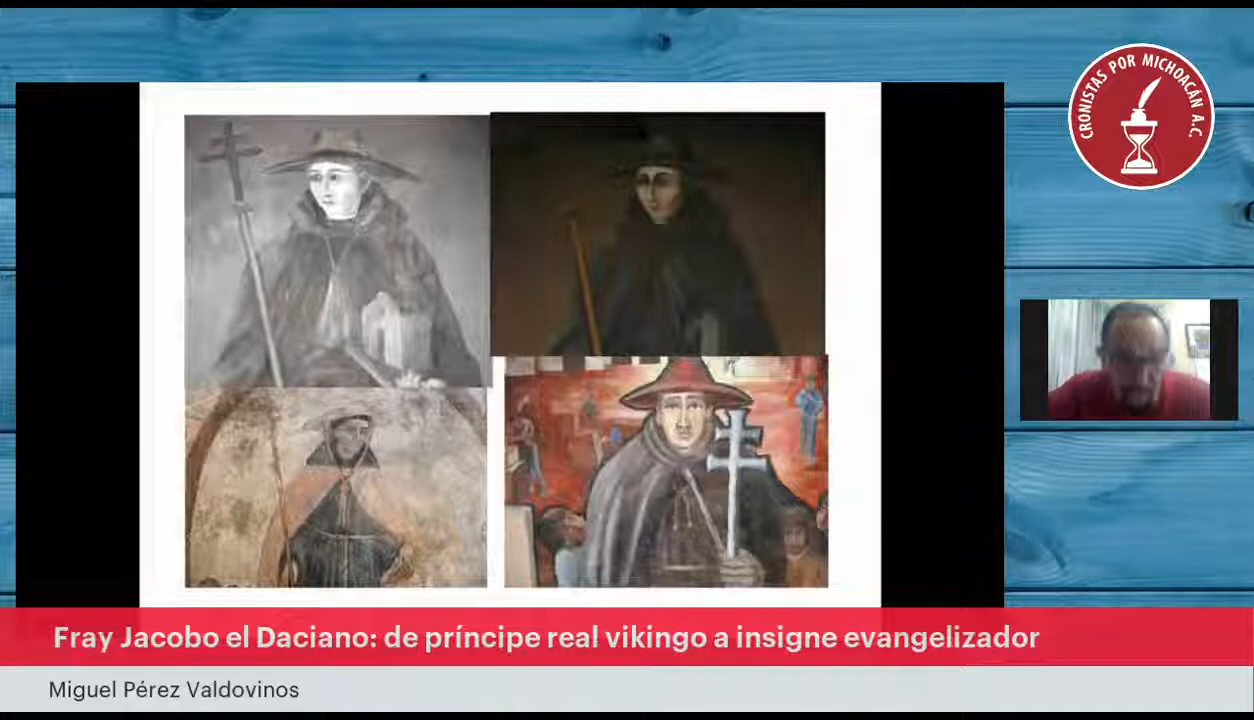 CRONISTAS POR MICHOACÁN A.C.
Fray Jacobo el Daciano: de príncipe real vikingo a insigne evangelizador
Miguel Pérez Valdovinos